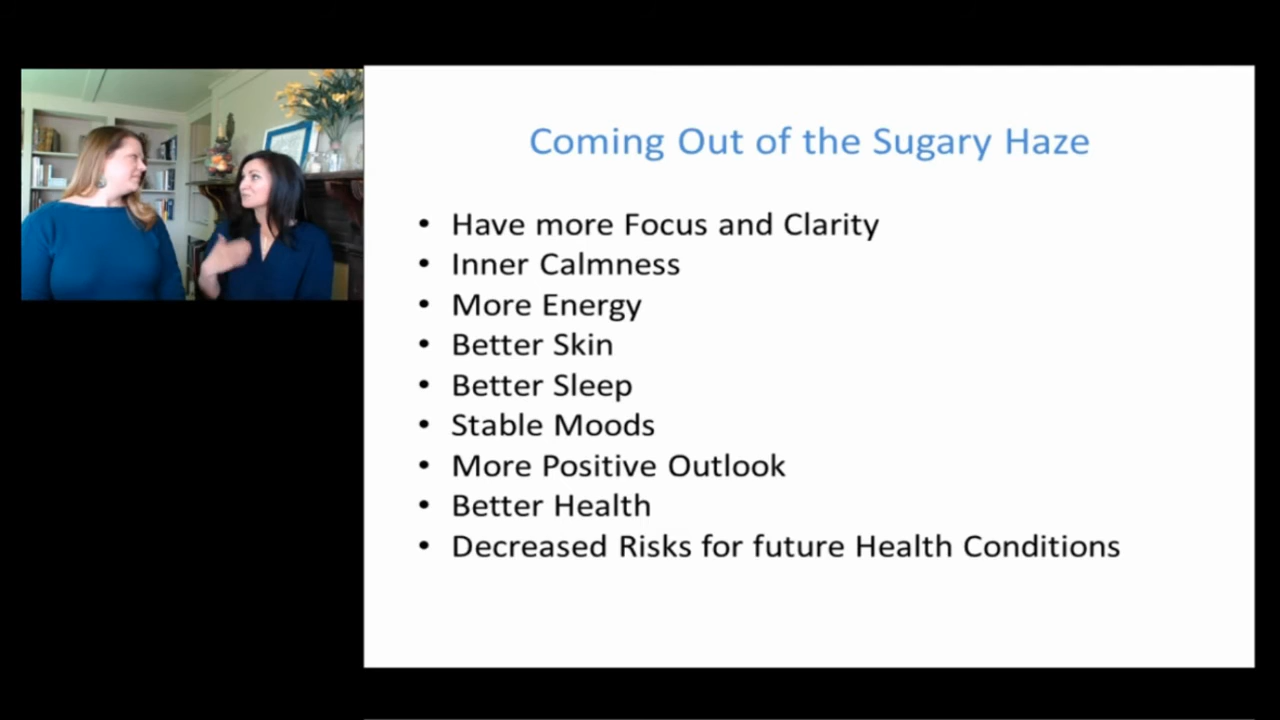 Coming Out of the Sugary Haze
• Have more Focus and Clarity
• Inner Calmness
• More Energy
• Better Skin
• Better Sleep
• Stable Moods
• More Positive Outlook
• Better Health
• Decreased Risks for future Health Conditions